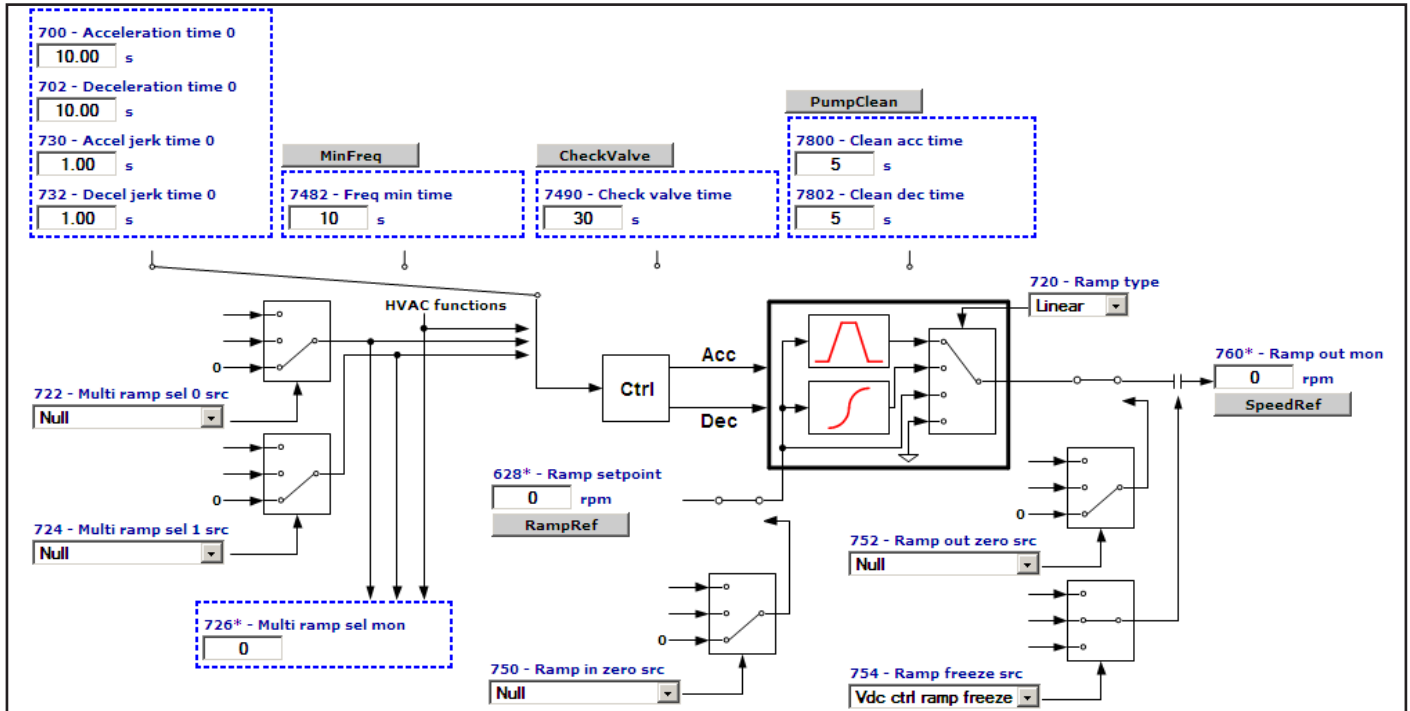 700 - Acceleration time 0
10.00 s
702 - Deceleration time 0
10.00 s
730 - Accel jerk time 0
1.00 s
732 - Decel jerk time 0
1.00 s
MinFreq
7482 - Freq min time
10 s
CheckValve
7490 - Check valve time
30 s
PumpClean
7800 - Clean acc time
5 s
7802 - Clean dec time
5 s
HVAC functions
0
722 - Multi ramp sel 0 src
Null
0
724 - Multi ramp sel 1 src
Null
726* - Multi ramp sel mon
0
Ctrl
Acc
Dec
720 - Ramp type
Linear
760* - Ramp out mon
0 rpm
SpeedRef
628* - Ramp setpoint
0 rpm
RampRef
0
750 - Ramp in zero src
Null
0
752 - Ramp out zero src
Null
754 - Ramp freeze src
Vdc ctrl ramp freeze